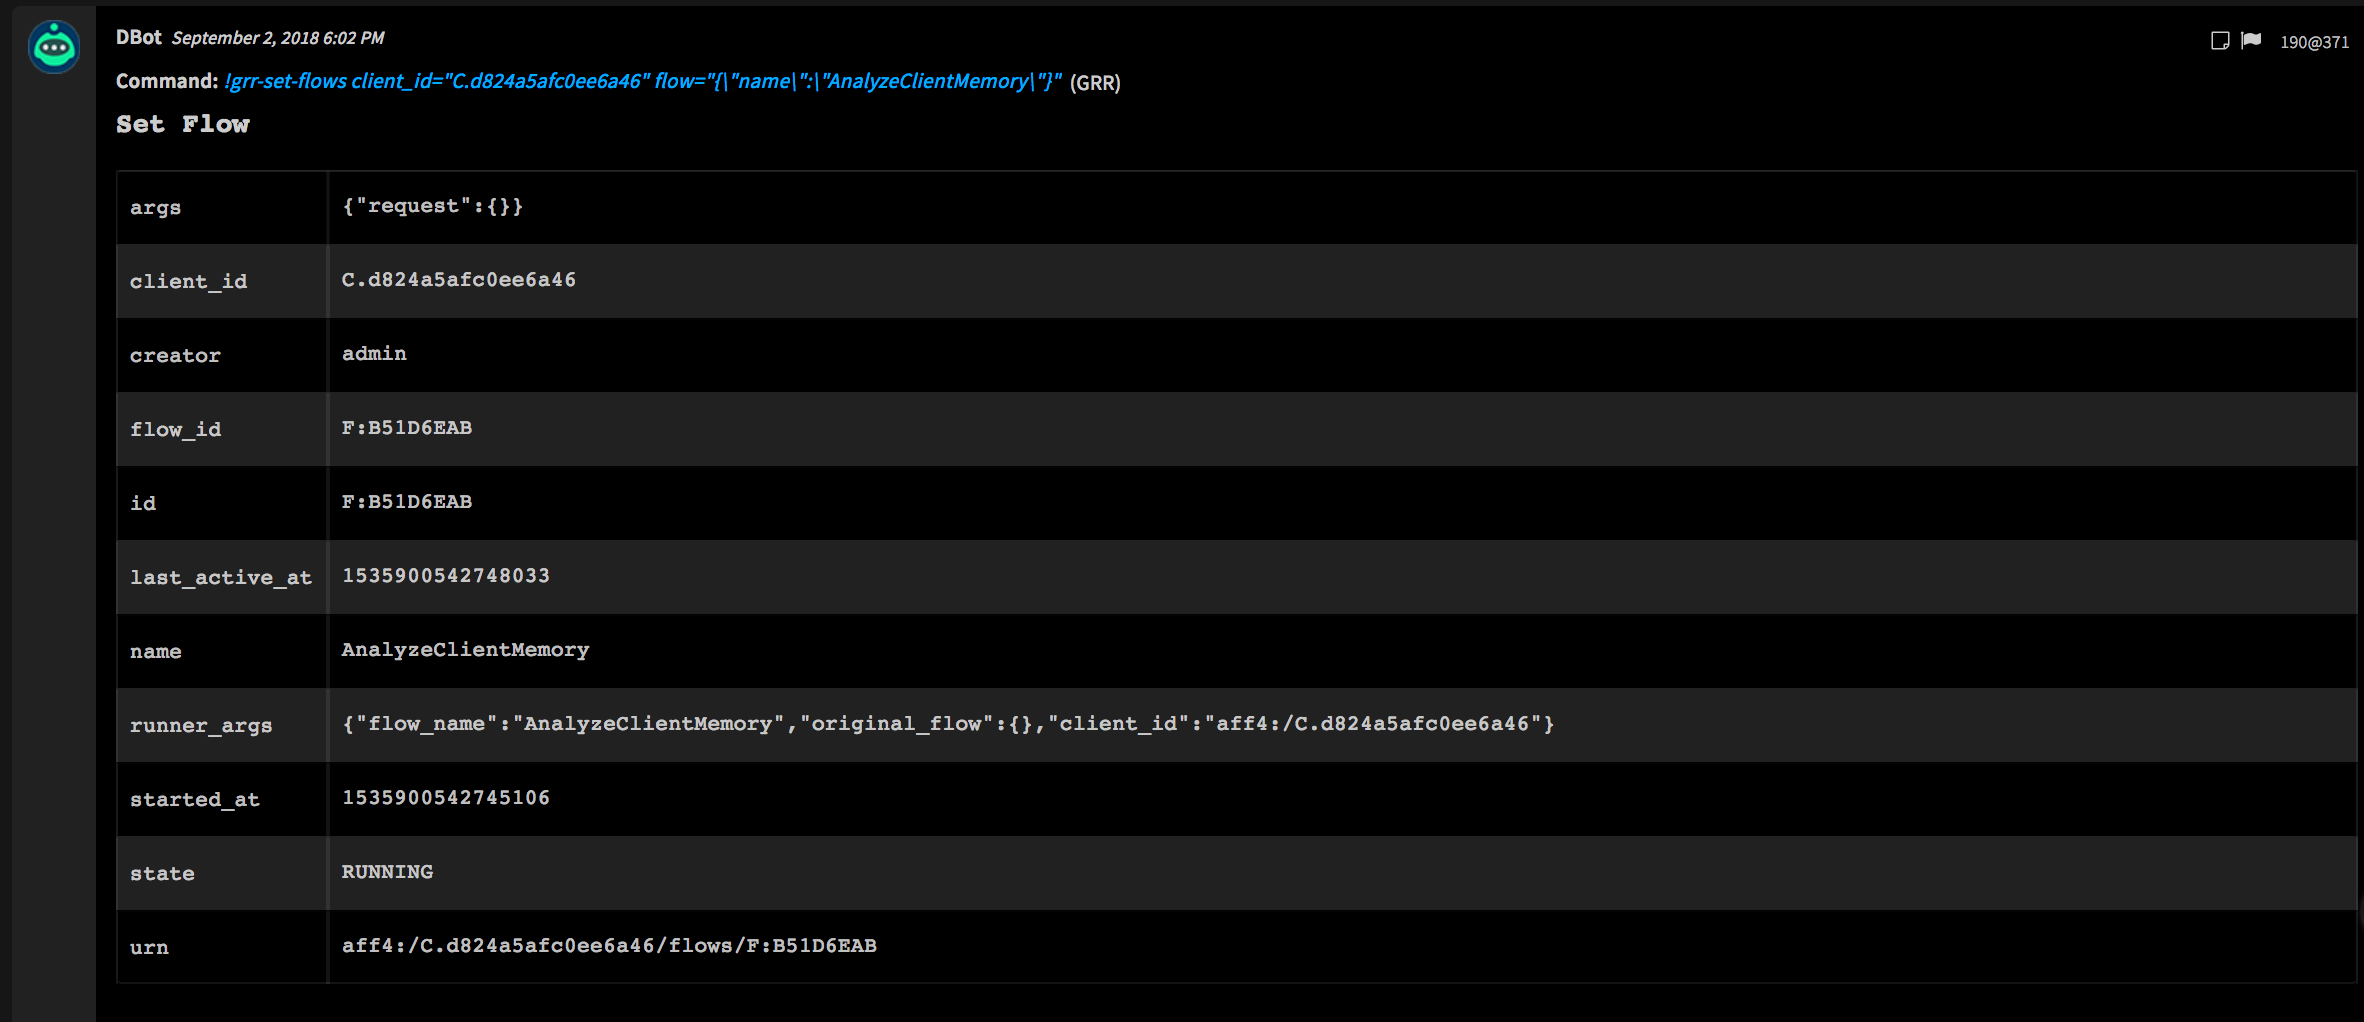 DBot September 2, 2018 6:02 PM
190@371
Command: !grr-set-flows client_id="C.d824a5afc0ee6a46" flow="{\"name\":\"AnalyzeClientMemory\"}" (GRR)
Set Flow
args {"request":{}}
client_id C.d824a5afc0ee6a46
creator admin
flow_id F:B51D6EAB
id F:B51D6EAB
last_active_at 1535900542748033
name AnalyzeClientMemory
runner_args {"flow_name":"AnalyzeClientMemory","original_flow":{},"client_id":"aff4:/C.d824a5afc0ee6a46"}
started_at 1535900542745106
state RUNNING
urn aff4:/C.d824a5afc0ee6a46/flows/F:B51D6EAB